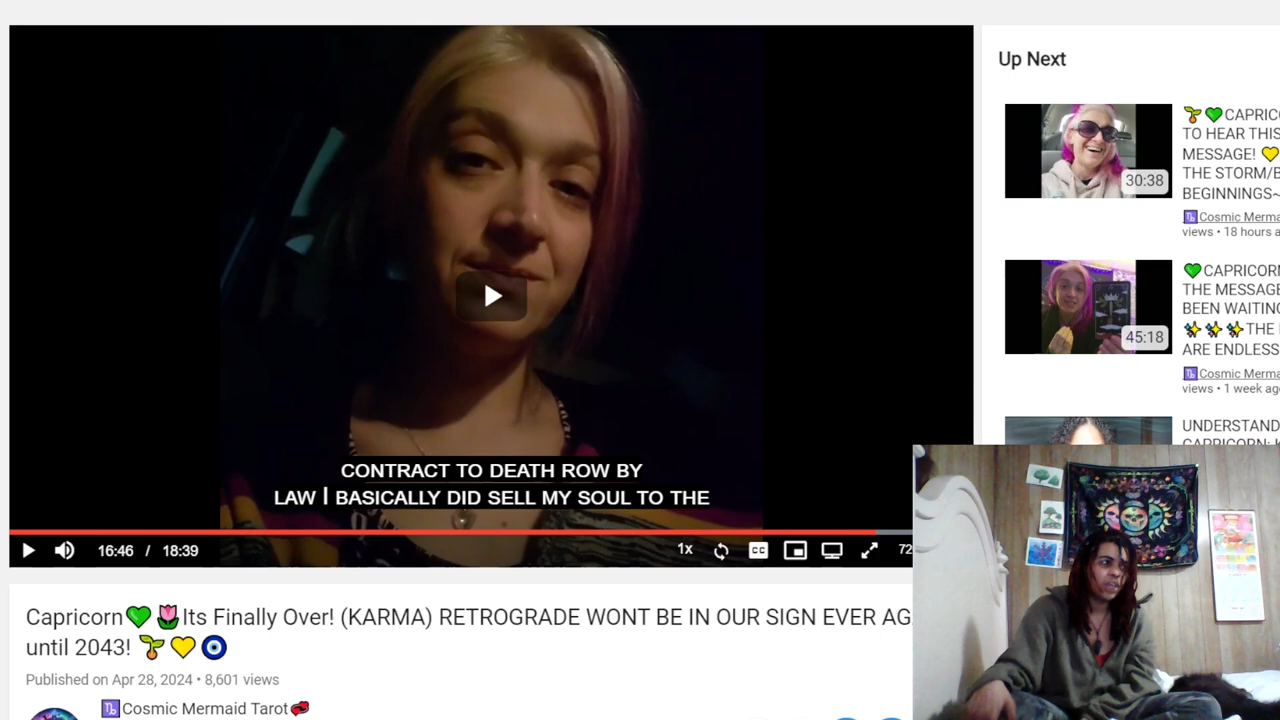 CONTRACT TO DEATH ROW BY
LAW I BASICALLY DID SELL MY SOUL TO THE
16:46 / 18:39
1x
CC
72
Capricorn💚🌷Its Finally Over! (KARMA) RETROGRADE WONT BE IN OUR SIGN EVER AG
until 2043! 🌱💛🧿
Published on Apr 28, 2024 • 8,601 views
♑Cosmic Mermaid Tarot💞
Up Next
🌱💚CAPRICO
TO HEAR THIS
MESSAGE! 💛
THE STORM/B
BEGINNINGS~
30:38
♑Cosmic Merma
views • 18 hours a
💚CAPRICORN
THE MESSAGE
BEEN WAITING
✨✨✨THE
ARE ENDLESS
45:18
♑Cosmic Merma
views • 1 week ag
UNDERSTAND